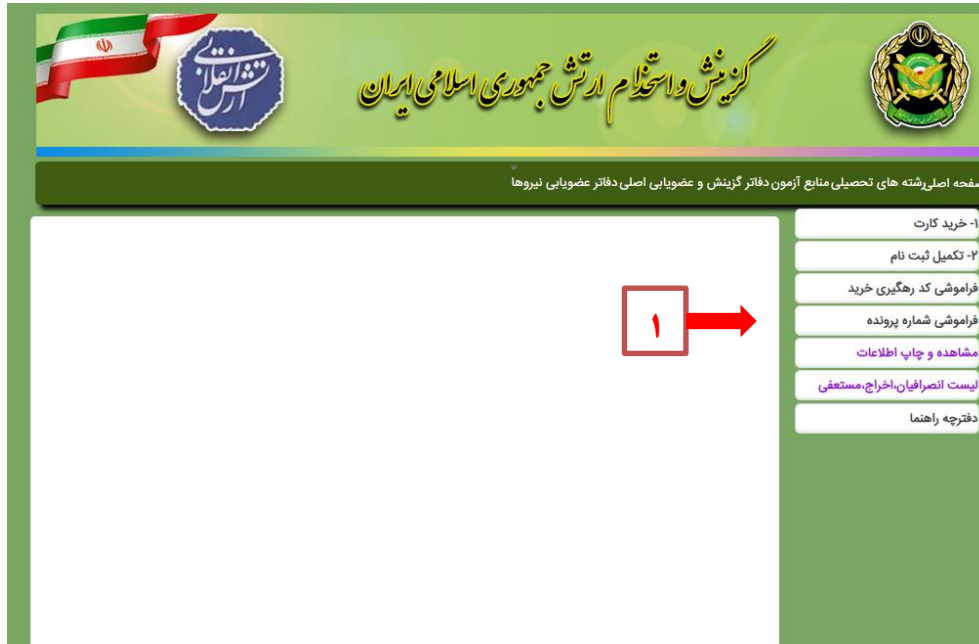 ارتش انقلابی
گزینش و استخدام ارتش جمهوری اسلامی ایران
صفحه اصلی رشته های تحصیلی منابع آزمون دفاتر گزینش و عضویابی اصلی دفاتر عضویابی نیروها
۱- خرید کارت
۲- تکمیل ثبت نام
فراموشی کد رهگیری خرید
فراموشی شماره پرونده
مشاهده و چاپ اطلاعات
لیست انصرافیان،اخراج،مستعفی
دفترچه راهنما
۱